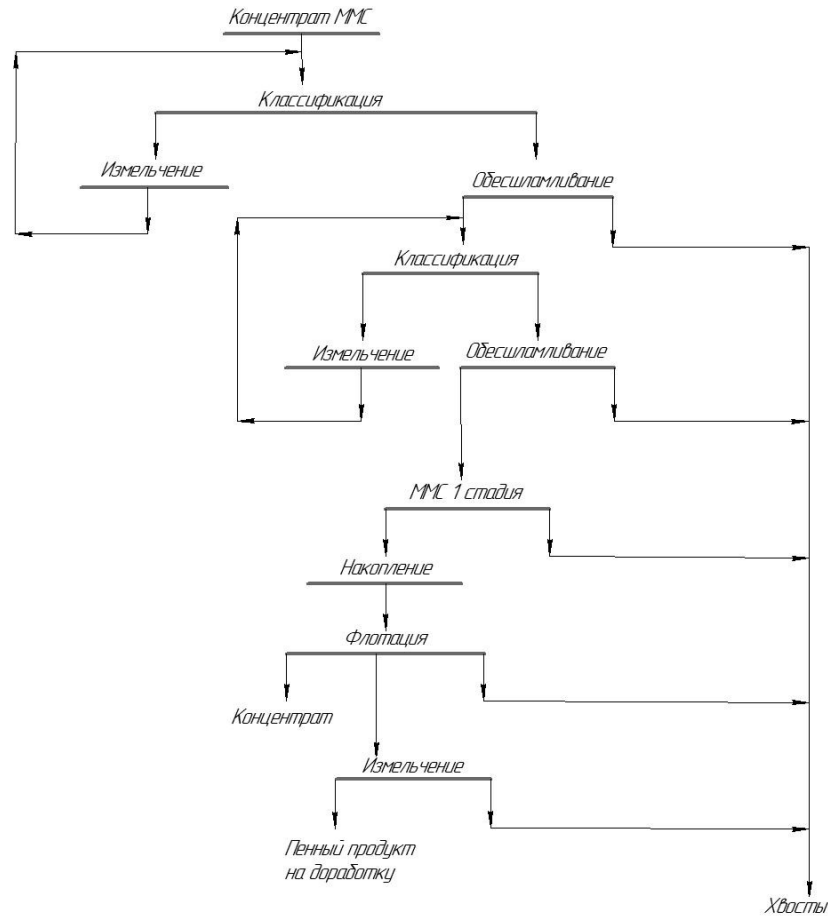 Концентрат ММС
Классификация
Измельчение
Обесшламливание
Классификация
Измельчение
Обесшламливание
ММС 1 стадия
Накопление
Флотация
Концентрат
Измельчение
Пенный продукт
на доработку
Хвосты